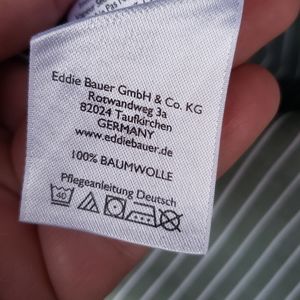 Eddie Bauer GmbH & Co. KG
Rotwandweg 3a
82024 Taufkirchen
GERMANY
www.eddiebauer.de
100% BAUMWOLLE
Pflegeanleitung Deutsch
40